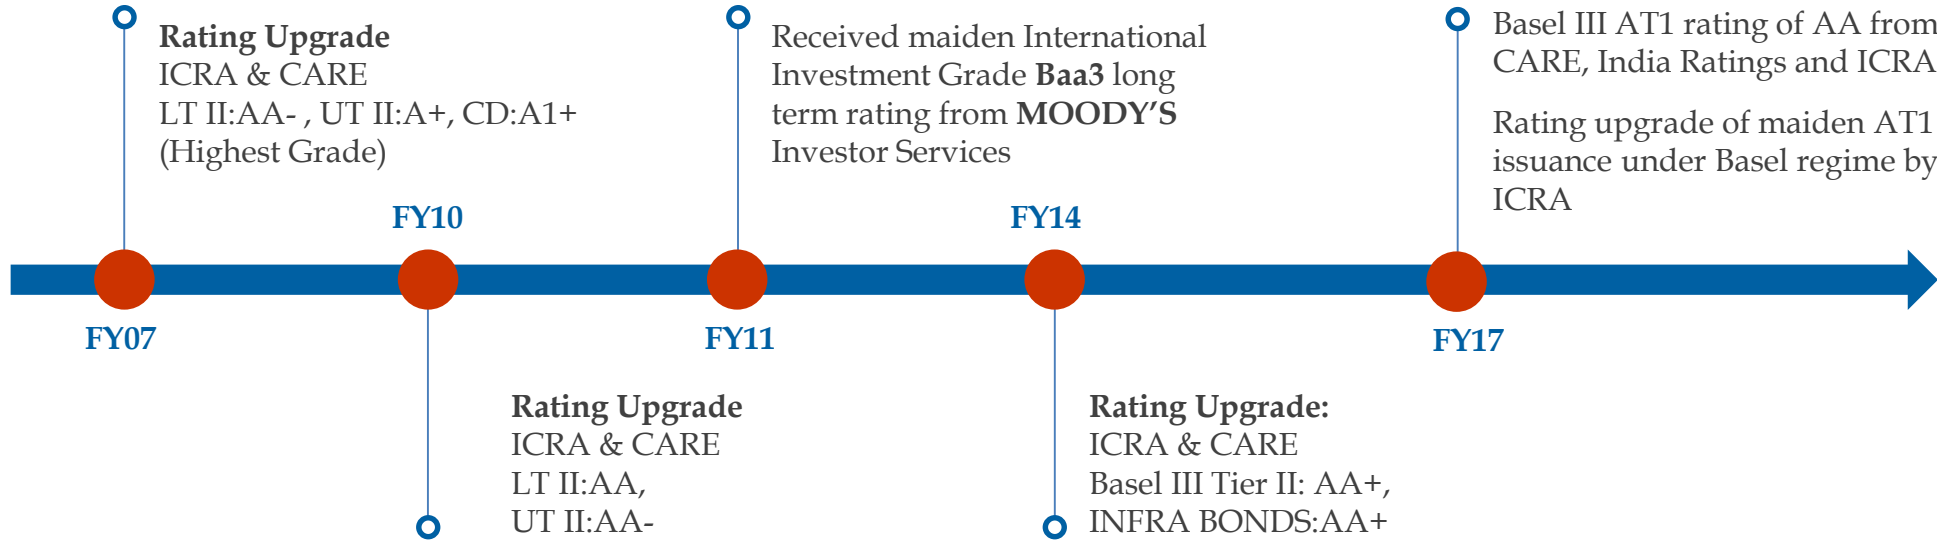 Rating Upgrade
ICRA & CARE
LT II:AA- , UT II:A+, CD:A1+
(Highest Grade)
Received maiden International
Investment Grade Baa3 long
term rating from MOODY’S
Investor Services
Basel III AT1 rating of AA from
CARE, India Ratings and ICRA
Rating upgrade of maiden AT1
issuance under Basel regime by
ICRA
FY10
FY14
FY07
FY11
FY17
Rating Upgrade
ICRA & CARE
LT II:AA,
UT II:AA-
Rating Upgrade:
ICRA & CARE
Basel III Tier II: AA+,
INFRA BONDS:AA+